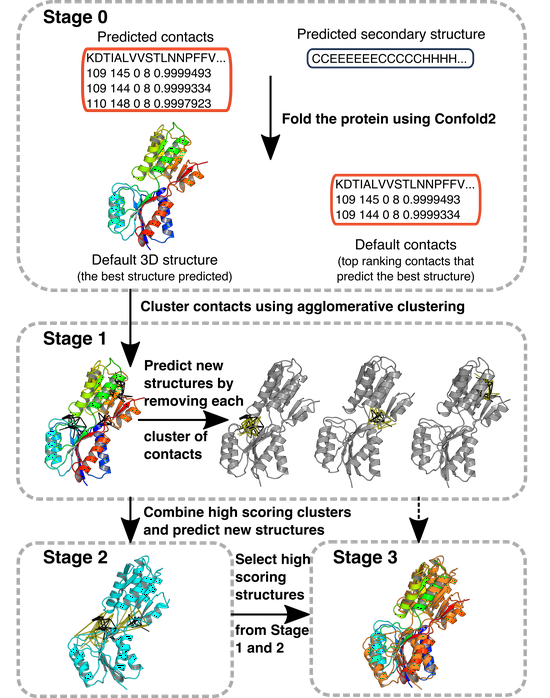 Stage 0
Predicted contacts
KDTIALVVSTLNNPFFV...
109 145 0 8 0.9999493
109 144 0 8 0.9999334
110 148 0 8 0.9997923
Predicted secondary structure
CCEEEEEEECCCCCHHHH...
Fold the protein using Confold2
KDTIALVVSTLNNPFFV...
109 145 0 8 0.9999493
109 144 0 8 0.9999334
Default 3D structure
(the best structure predicted)
Default contacts
(top ranking contacts that
predict the best structure)
Cluster contacts using agglomerative clustering
Stage 1
Predict new
structures by
removing each
cluster of
contacts
Combine high scoring clusters
and predict new structures
Stage 2
Select high
scoring
structures
from Stage
1 and 2
Stage 3